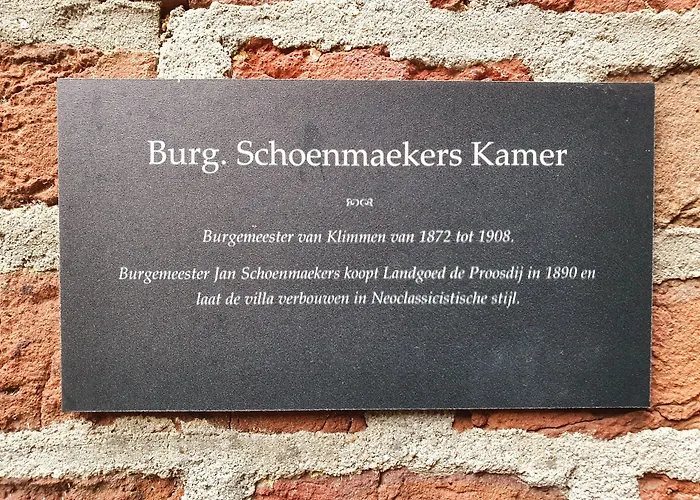 Burg. Schoenmaekers Kamer
Burgemeester van Klimmen van 1872 tot 1908.
Burgemeester Jan Schoenmaekers koopt Landgoed de Proosdij in 1890 en
laat de villa verbouwen in Neoclassicistische stijl.